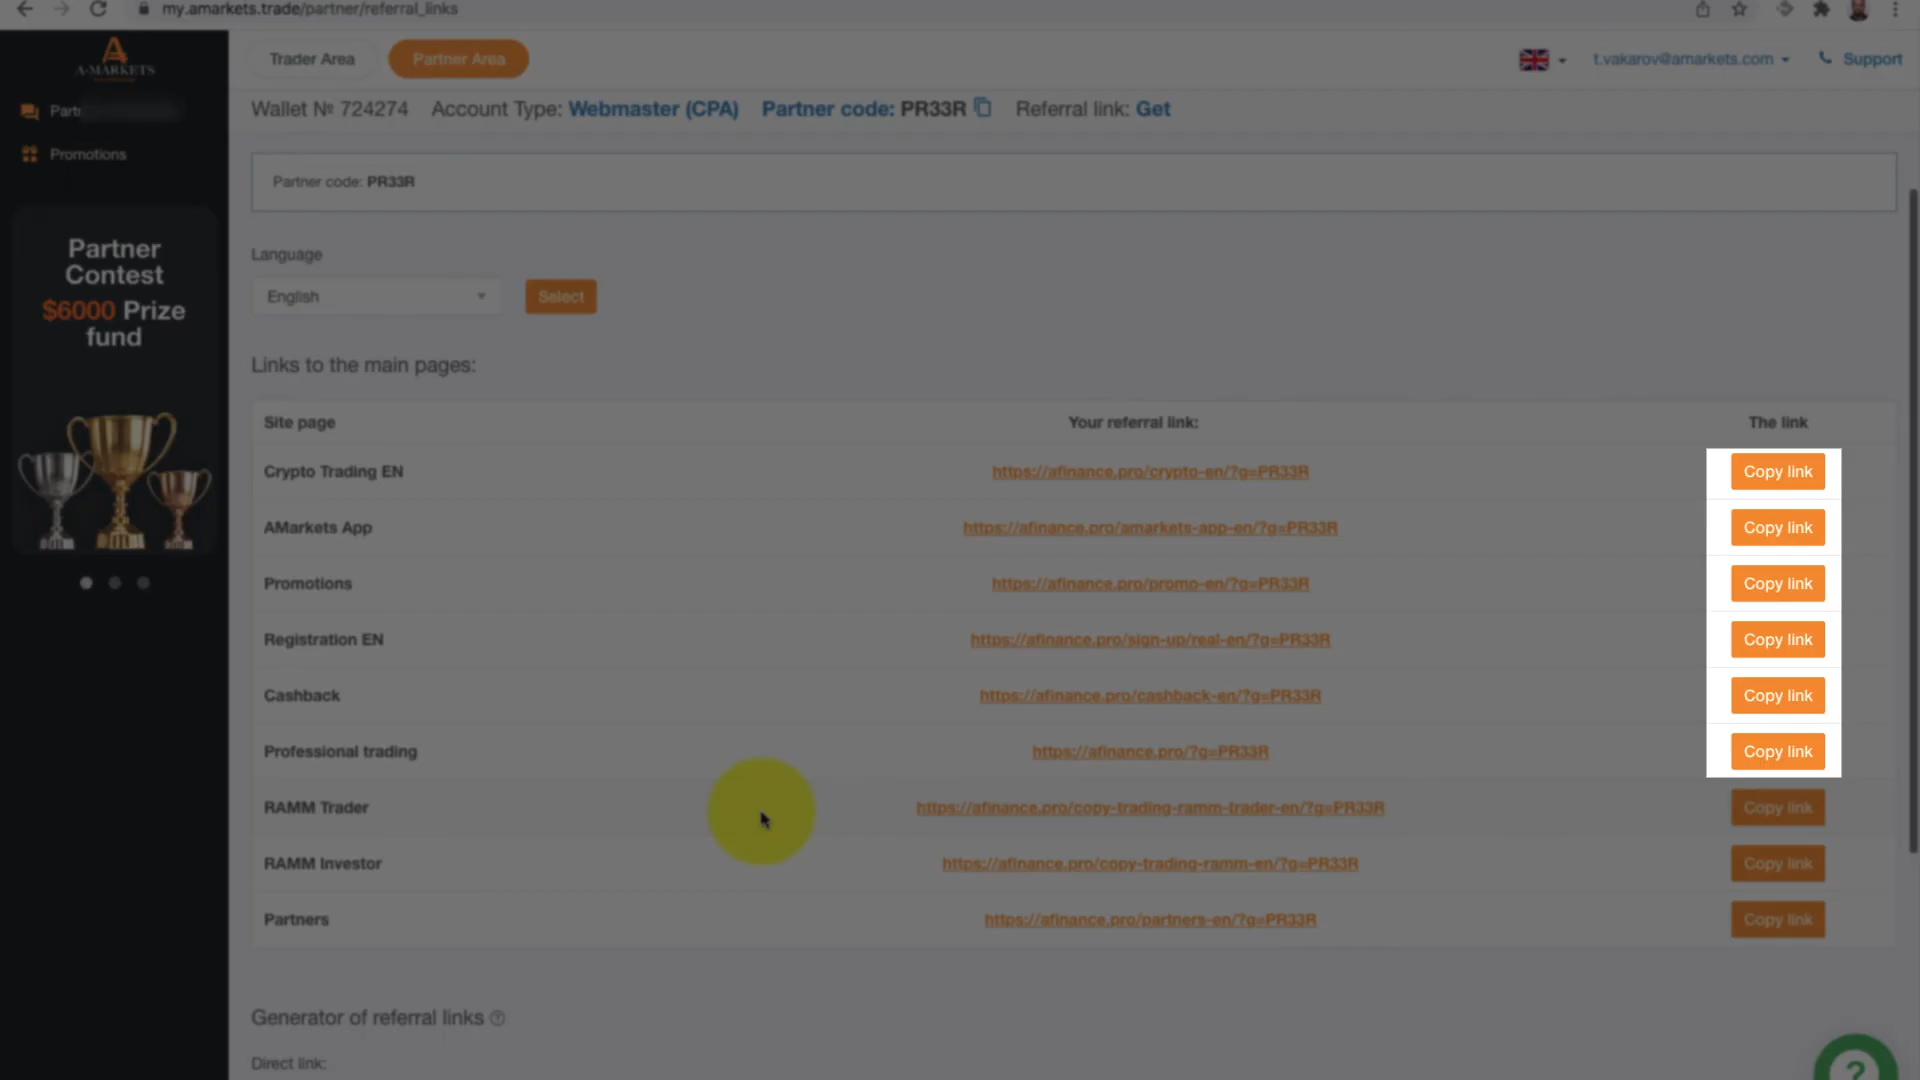 my.amarkets.trade/partner/referral_links
A
A-MARKETS
Trader Area
Partner Area
t.vakarov@amarkets.com
Support
Promotions
Wallet № 724274 Account Type: Webmaster (CPA) Partner code: PR33R Referral link: Get
Partner code: PR33R
Partner
Contest
$6000 Prize
fund
Language
English
Select
Links to the main pages:
Site page Your referral link: The link
Crypto Trading EN https://afinance.pro/crypto-en/?g=PR33R Copy link
AMarkets App https://afinance.pro/amarkets-app-en/?g=PR33R Copy link
Promotions https://afinance.pro/promo-en/?g=PR33R Copy link
Registration EN https://afinance.pro/sign-up/real-en/?g=PR33R Copy link
Cashback https://afinance.pro/cashback-en/?g=PR33R Copy link
Professional trading https://afinance.pro/?g=PR33R Copy link
RAMM Trader https://afinance.pro/copy-trading-ramm-trader-en/?g=PR33R Copy link
RAMM Investor https://afinance.pro/copy-trading-ramm-en/?g=PR33R Copy link
Partners https://afinance.pro/partners-en/?g=PR33R Copy link
Generator of referral links ?
Direct link:
?